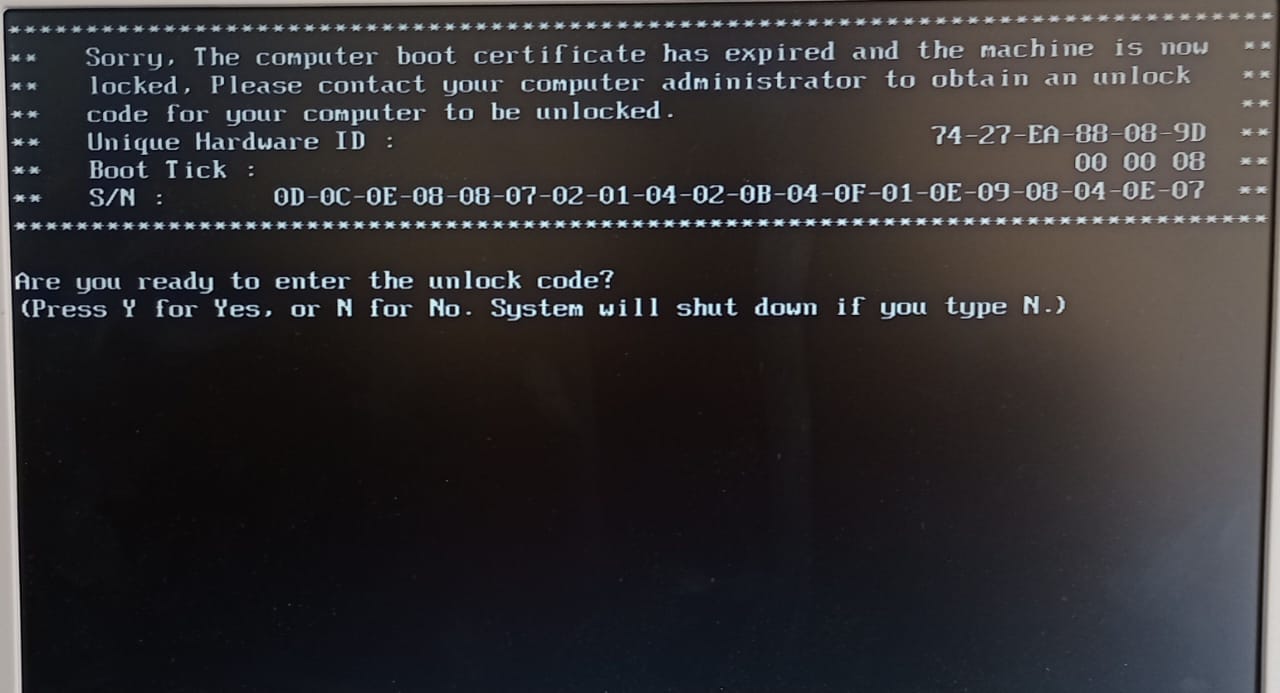 ********************************************************************************
** Sorry, The computer boot certificate has expired and the machine is now **
** locked, Please contact your computer administrator to obtain an unlock **
** code for your computer to be unlocked. **
** Unique Hardware ID : 74-27-EA-88-08-9D **
** Boot Tick : 00 00 08 **
** S/N : 0D-0C-0E-08-08-07-02-01-04-02-0B-04-0F-01-0E-09-08-04-0E-07 **
********************************************************************************
Are you ready to enter the unlock code?
(Press Y for Yes, or N for No. System will shut down if you type N.)